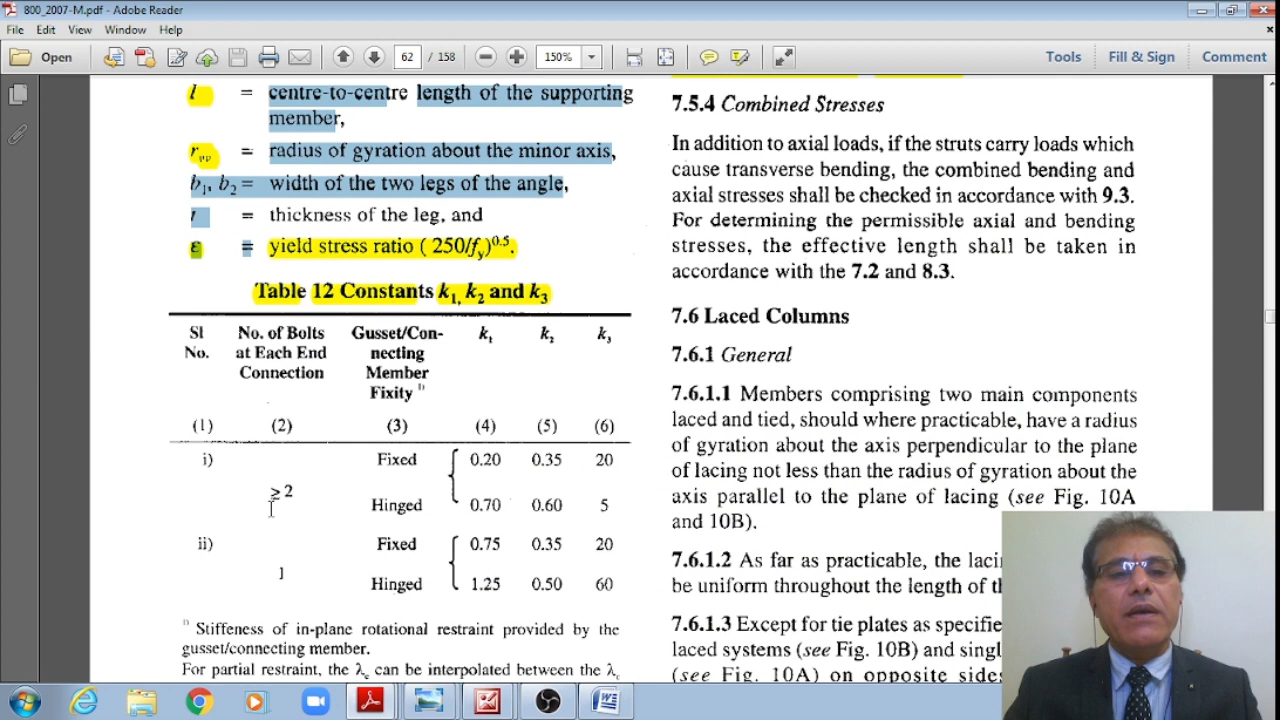 800_2007-M.pdf - Adobe Reader
File Edit View Window Help
Open 62 / 158 150% Tools Fill & Sign Comment
l = centre-to-centre length of the supporting
member,
rᵥᵥ = radius of gyration about the minor axis,
b₁, b₂ = width of the two legs of the angle,
t = thickness of the leg, and
ε = yield stress ratio ( 250/fy)0.5.
Table 12 Constants k₁, k₂ and k₃
Sl No. of Bolts Gusset/Con- k₁ k₂ k₃
No. at Each End necting
Connection Member
Fixity 1)
(1) (2) (3) (4) (5) (6)
i) Fixed 0.20 0.35 20
≥ 2
Hinged 0.70 0.60 5
ii) Fixed 0.75 0.35 20
1
Hinged 1.25 0.50 60
1) Stiffeness of in-plane rotational restraint provided by the
gusset/connecting member.
For partial restraint, the λₑ can be interpolated between the λₑ
7.5.4 Combined Stresses
In addition to axial loads, if the struts carry loads which
cause transverse bending, the combined bending and
axial stresses shall be checked in accordance with 9.3.
For determining the permissible axial and bending
stresses, the effective length shall be taken in
accordance with the 7.2 and 8.3.
7.6 Laced Columns
7.6.1 General
7.6.1.1 Members comprising two main components
laced and tied, should where practicable, have a radius
of gyration about the axis perpendicular to the plane
of lacing not less than the radius of gyration about the
axis parallel to the plane of lacing (see Fig. 10A
and 10B).
7.6.1.2 As far as practicable, the laci
be uniform throughout the length of th
7.6.1.3 Except for tie plates as specifie
laced systems (see Fig. 10B) and singl
(see Fig. 10A) on opposite sides